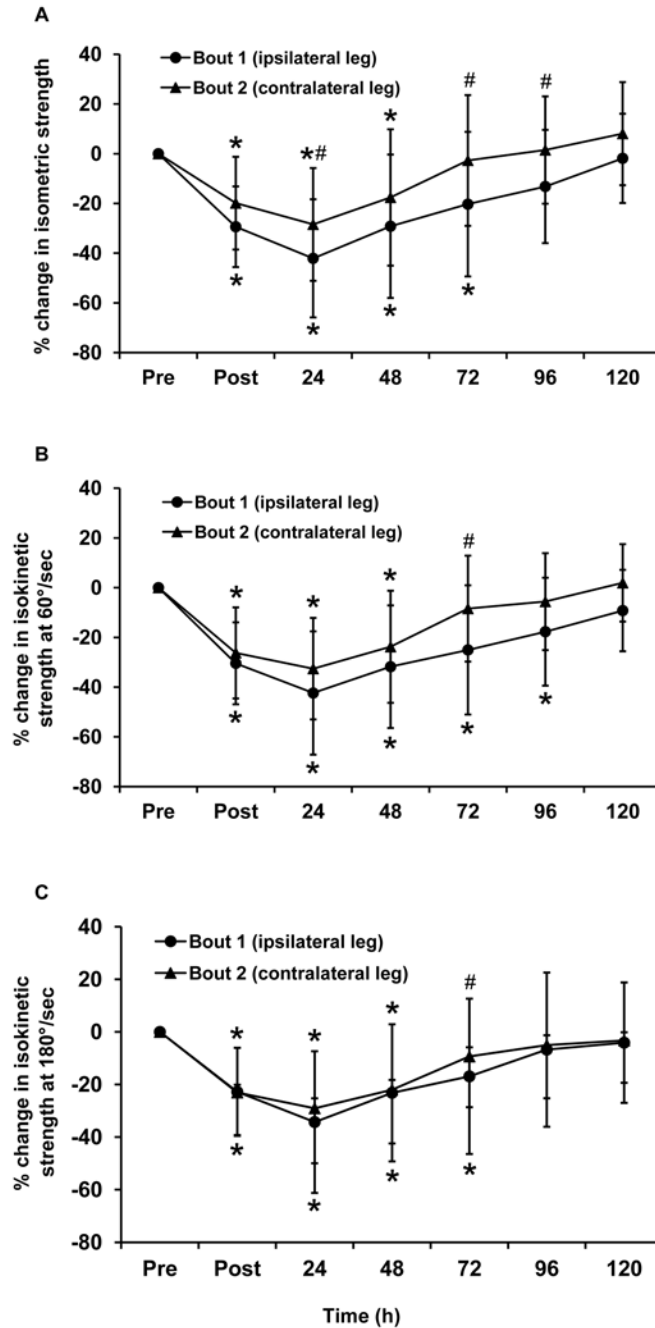 A
% change in isometric strength
Bout 1 (ipsilateral leg)
Bout 2 (contralateral leg)
40
20
0
-20
-40
-60
-80
* *# * # #
* * * *
Pre Post 24 48 72 96 120
B
% change in isokinetic
strength at 60°/sec
Bout 1 (ipsilateral leg)
Bout 2 (contralateral leg)
40
20
0
-20
-40
-60
-80
* * * #
* * * * *
Pre Post 24 48 72 96 120
C
% change in isokinetic
strength at 180°/sec
Bout 1 (ipsilateral leg)
Bout 2 (contralateral leg)
40
20
0
-20
-40
-60
-80
* * * #
* * * *
Pre Post 24 48 72 96 120
Time (h)